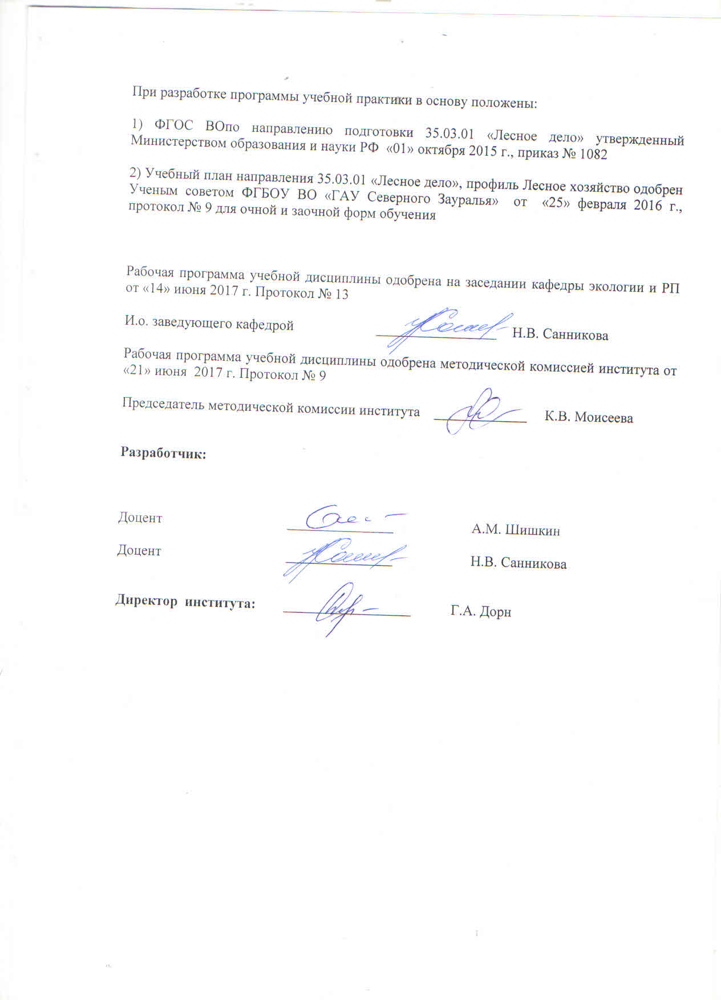 При разработке программы учебной практики в основу положены:
1) ФГОС ВОпо направлению подготовки 35.03.01 «Лесное дело» утвержденный
Министерством образования и науки РФ «01» октября 2015 г., приказ № 1082
2) Учебный план направления 35.03.01 «Лесное дело», профиль Лесное хозяйство одобрен
Ученым советом ФГБОУ ВО «ГАУ Северного Зауралья» от «25» февраля 2016 г.,
протокол № 9 для очной и заочной форм обучения
Рабочая программа учебной дисциплины одобрена на заседании кафедры экологии и РП
от «14» июня 2017 г. Протокол № 13
И.о. заведующего кафедрой Н.В. Санникова
Рабочая программа учебной дисциплины одобрена методической комиссией института от
«21» июня 2017 г. Протокол № 9
Председатель методической комиссии института К.В. Моисеева
Разработчик:
Доцент А.М. Шишкин
Доцент Н.В. Санникова
Директор института: Г.А. Дорн